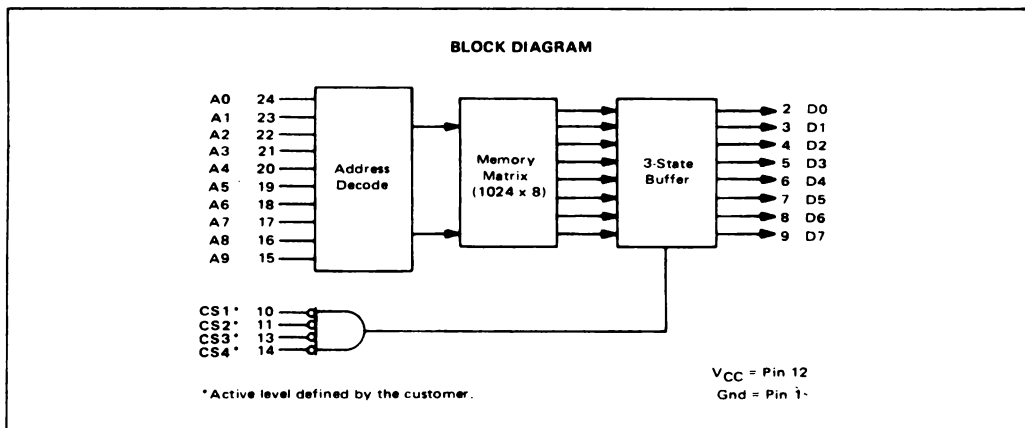 BLOCK DIAGRAM
A0 24
A1 23
A2 22
A3 21
A4 20
A5 19
A6 18
A7 17
A8 16
A9 15
Address
Decode
Memory
Matrix
(1024 x 8)
3-State
Buffer
2 D0
3 D1
4 D2
5 D3
6 D4
7 D5
8 D6
9 D7
CS1* 10
CS2* 11
CS3* 13
CS4* 14
*Active level defined by the customer.
VCC = Pin 12
Gnd = Pin 1